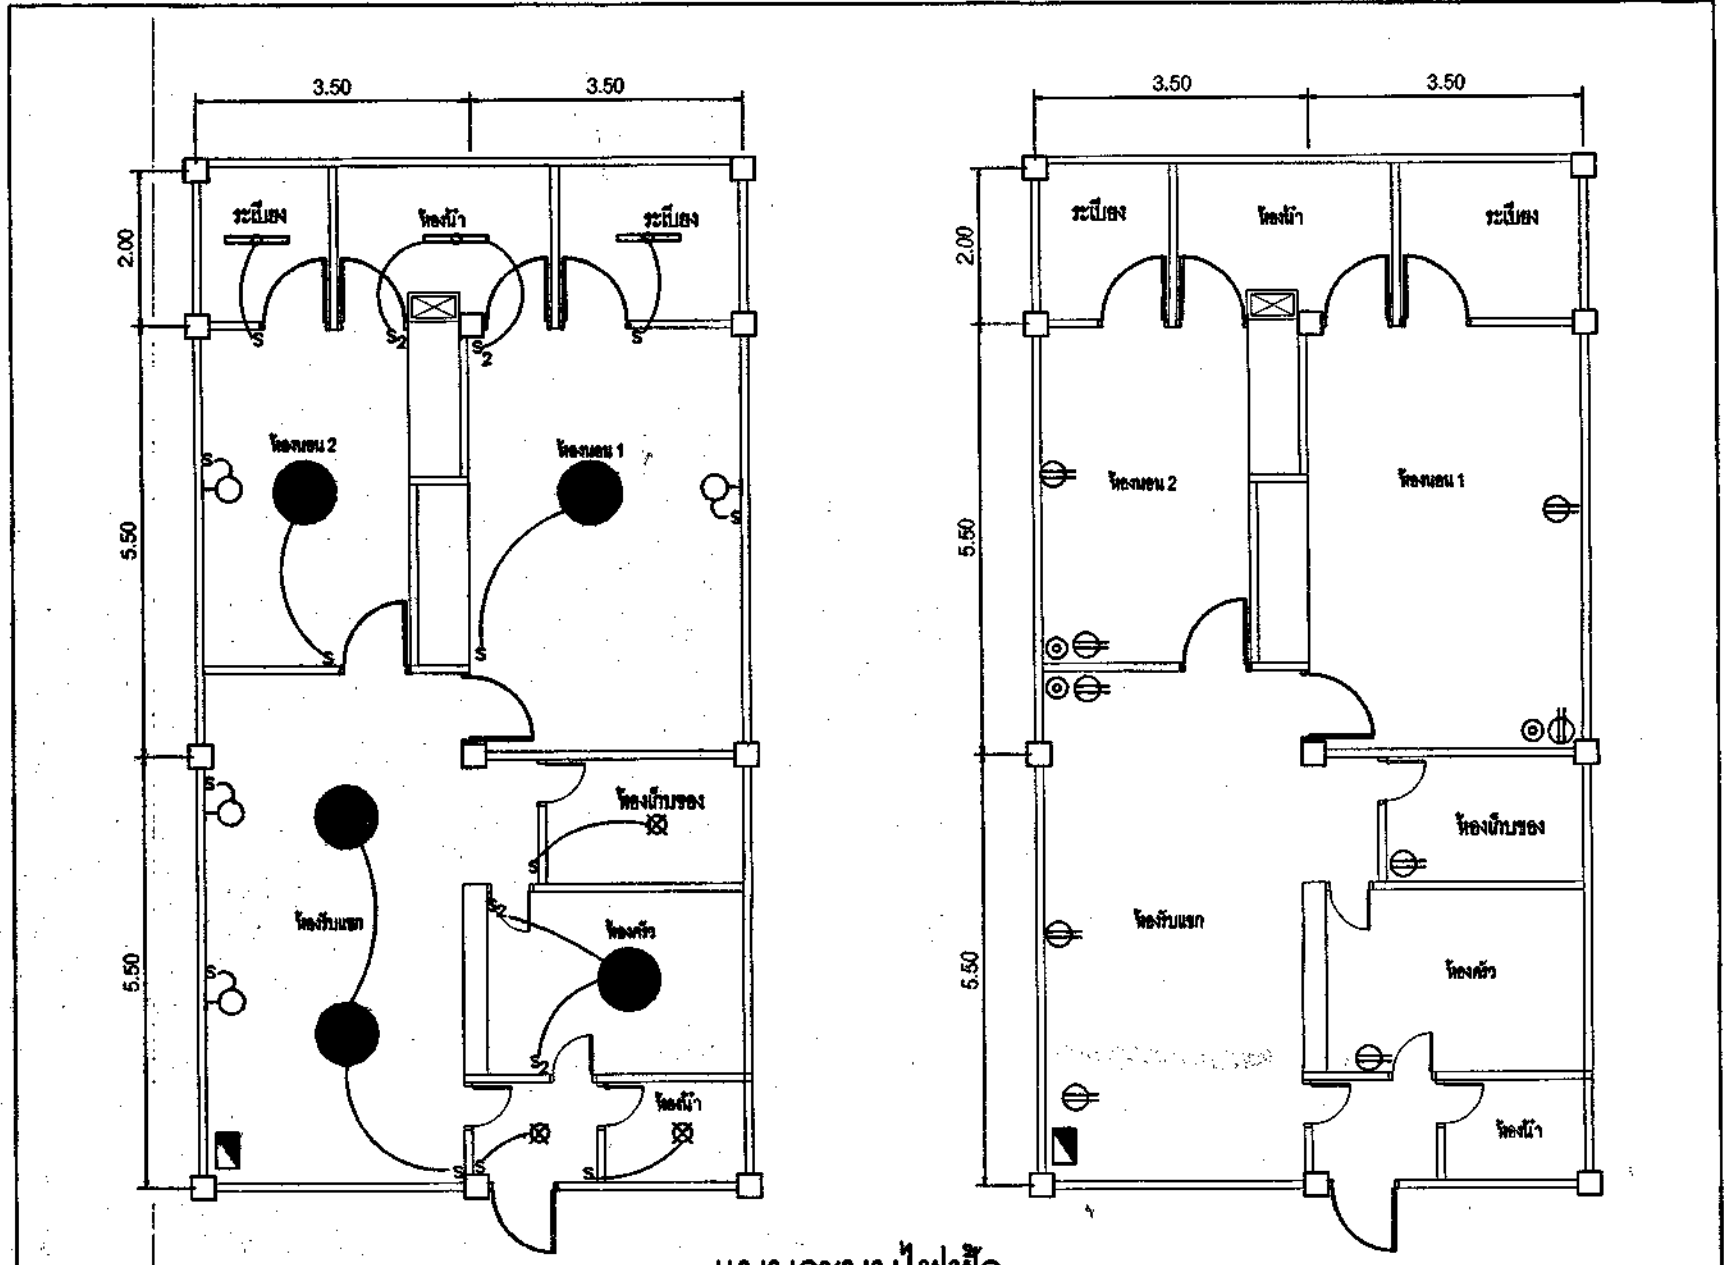 3.50
3.50
2.00
5.50
5.50
ระเบียง
ห้องน้ำ
ระเบียง
S
S2
S2
S
ห้องนอน 2
ห้องนอน 1
S
S
S
S
S
ห้องเก็บของ
S
S2
ห้องรับแขก
ห้องครัว
S
S2
ห้องน้ำ
S
S
S
3.50
3.50
2.00
5.50
5.50
ระเบียง
ห้องน้ำ
ระเบียง
ห้องนอน 2
ห้องนอน 1
ห้องเก็บของ
ห้องรับแขก
ห้องครัว
ห้องน้ำ